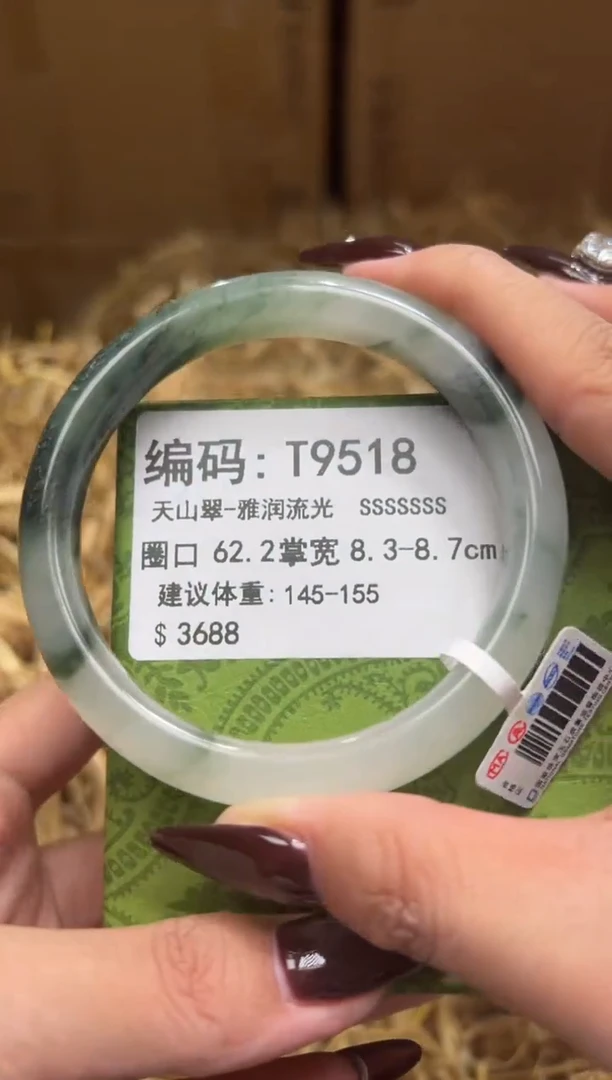 编码: T9518
天山翠-雅润流光 SSSSSSS
圈口 62.2掌宽 8.3-8.7cm
建议体重: 145-155
$ 3688